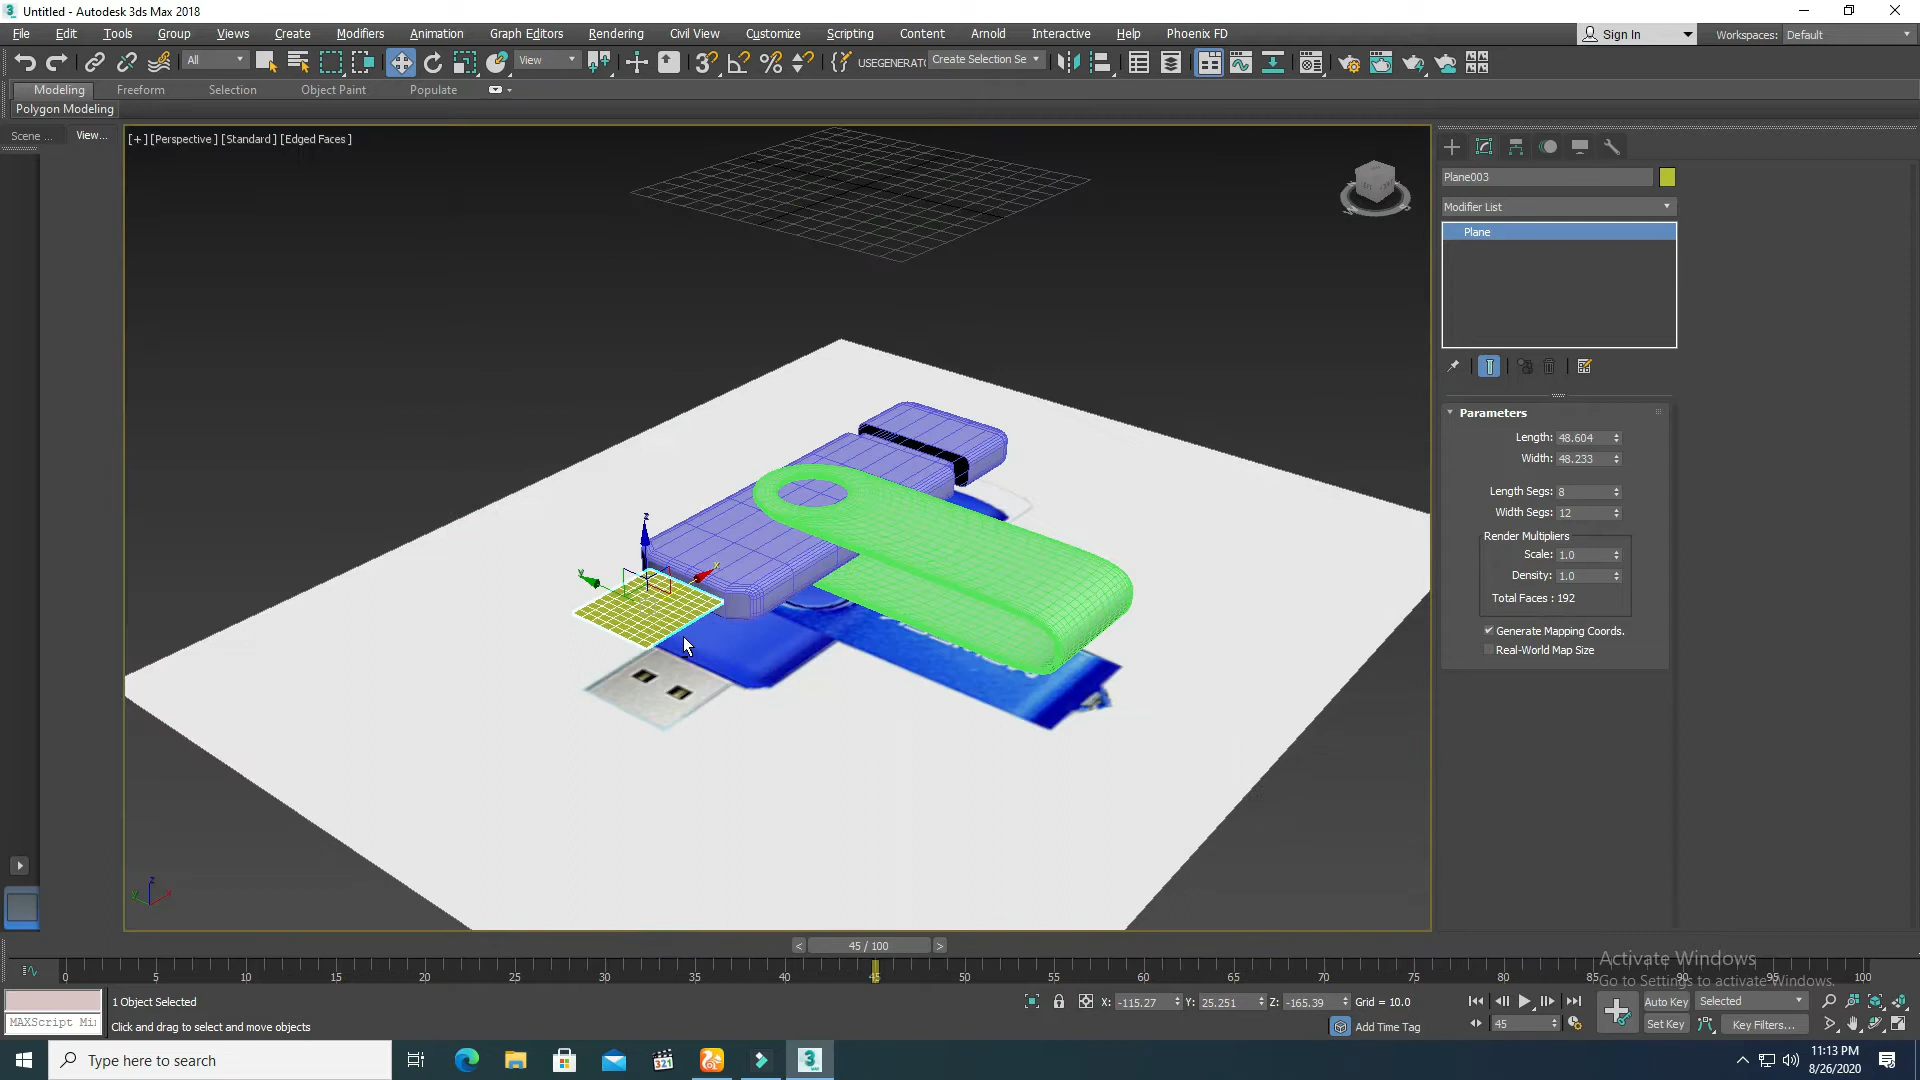 Untitled - Autodesk 3ds Max 2018
File Edit Tools Group Views Create Modifiers Animation Graph Editors Rendering Civil View Customize Scripting Content Arnold Interactive Help Phoenix FD Sign In Workspaces: Default
All View USEGENERAT Create Selection Se
Modeling Freeform Selection Object Paint Populate
Polygon Modeling
Scene ... View...
[+] [Perspective ] [Standard ] [Edged Faces ]
Plane003
Modifier List
Plane
Parameters
Length: 48.604
Width: 48.233
Length Segs: 8
Width Segs: 12
Render Multipliers
Scale: 1.0
Density: 1.0
Total Faces : 192
Generate Mapping Coords.
Real-World Map Size
z
x
y
z
x
y
< 45 / 100 >
0 5 10 15 20 25 30 35 40 45 50 55 60 65 70 75 80 85 90 95 100
Activate Windows
Go to Settings to activate Windows.
1 Object Selected
X: -115.27 Y: 25.251 Z: -165.39 Grid = 10.0
Auto Key Selected
MAXScript Mi
Click and drag to select and move objects
Add Time Tag
45
Set Key Key Filters...
Type here to search
321
3
11:13 PM
8/26/2020